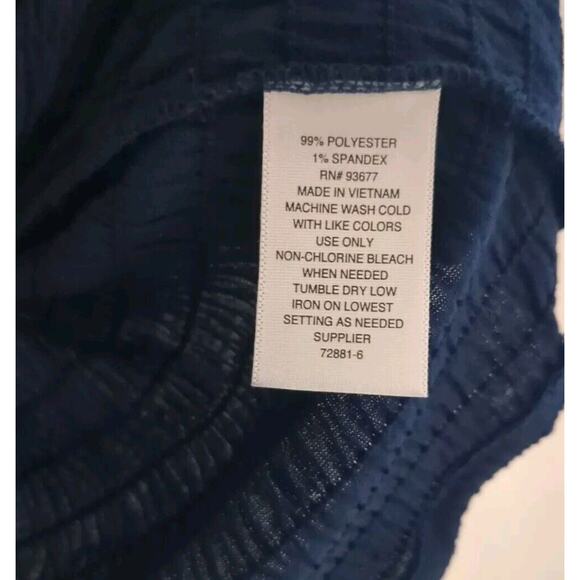 99% POLYESTER
1% SPANDEX
RN# 93677
MADE IN VIETNAM
MACHINE WASH COLD
WITH LIKE COLORS
USE ONLY
NON-CHLORINE BLEACH
WHEN NEEDED
TUMBLE DRY LOW
IRON ON LOWEST
SETTING AS NEEDED
SUPPLIER
72881-6